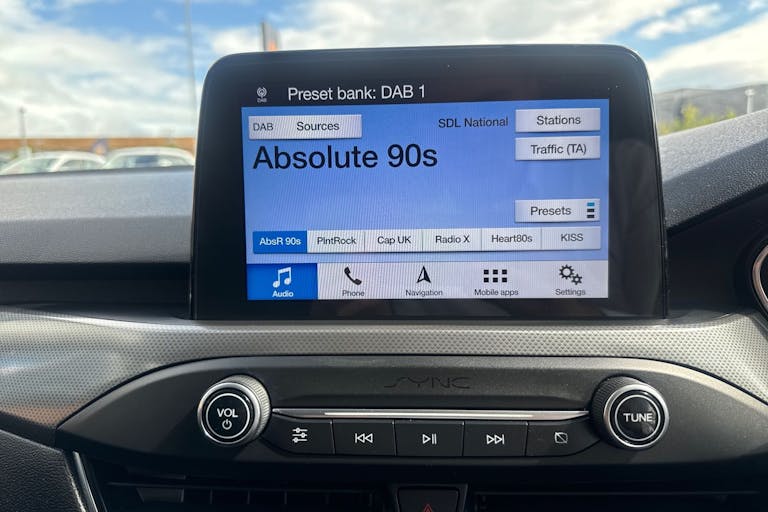 DAB
Preset bank: DAB 1
DAB Sources
SDL National
Stations
Absolute 90s
Traffic (TA)
Presets
AbsR 90s PlntRock Cap UK Radio X Heart80s KISS
Audio Phone Navigation Mobile apps Settings
SYNC
VOL
TUNE